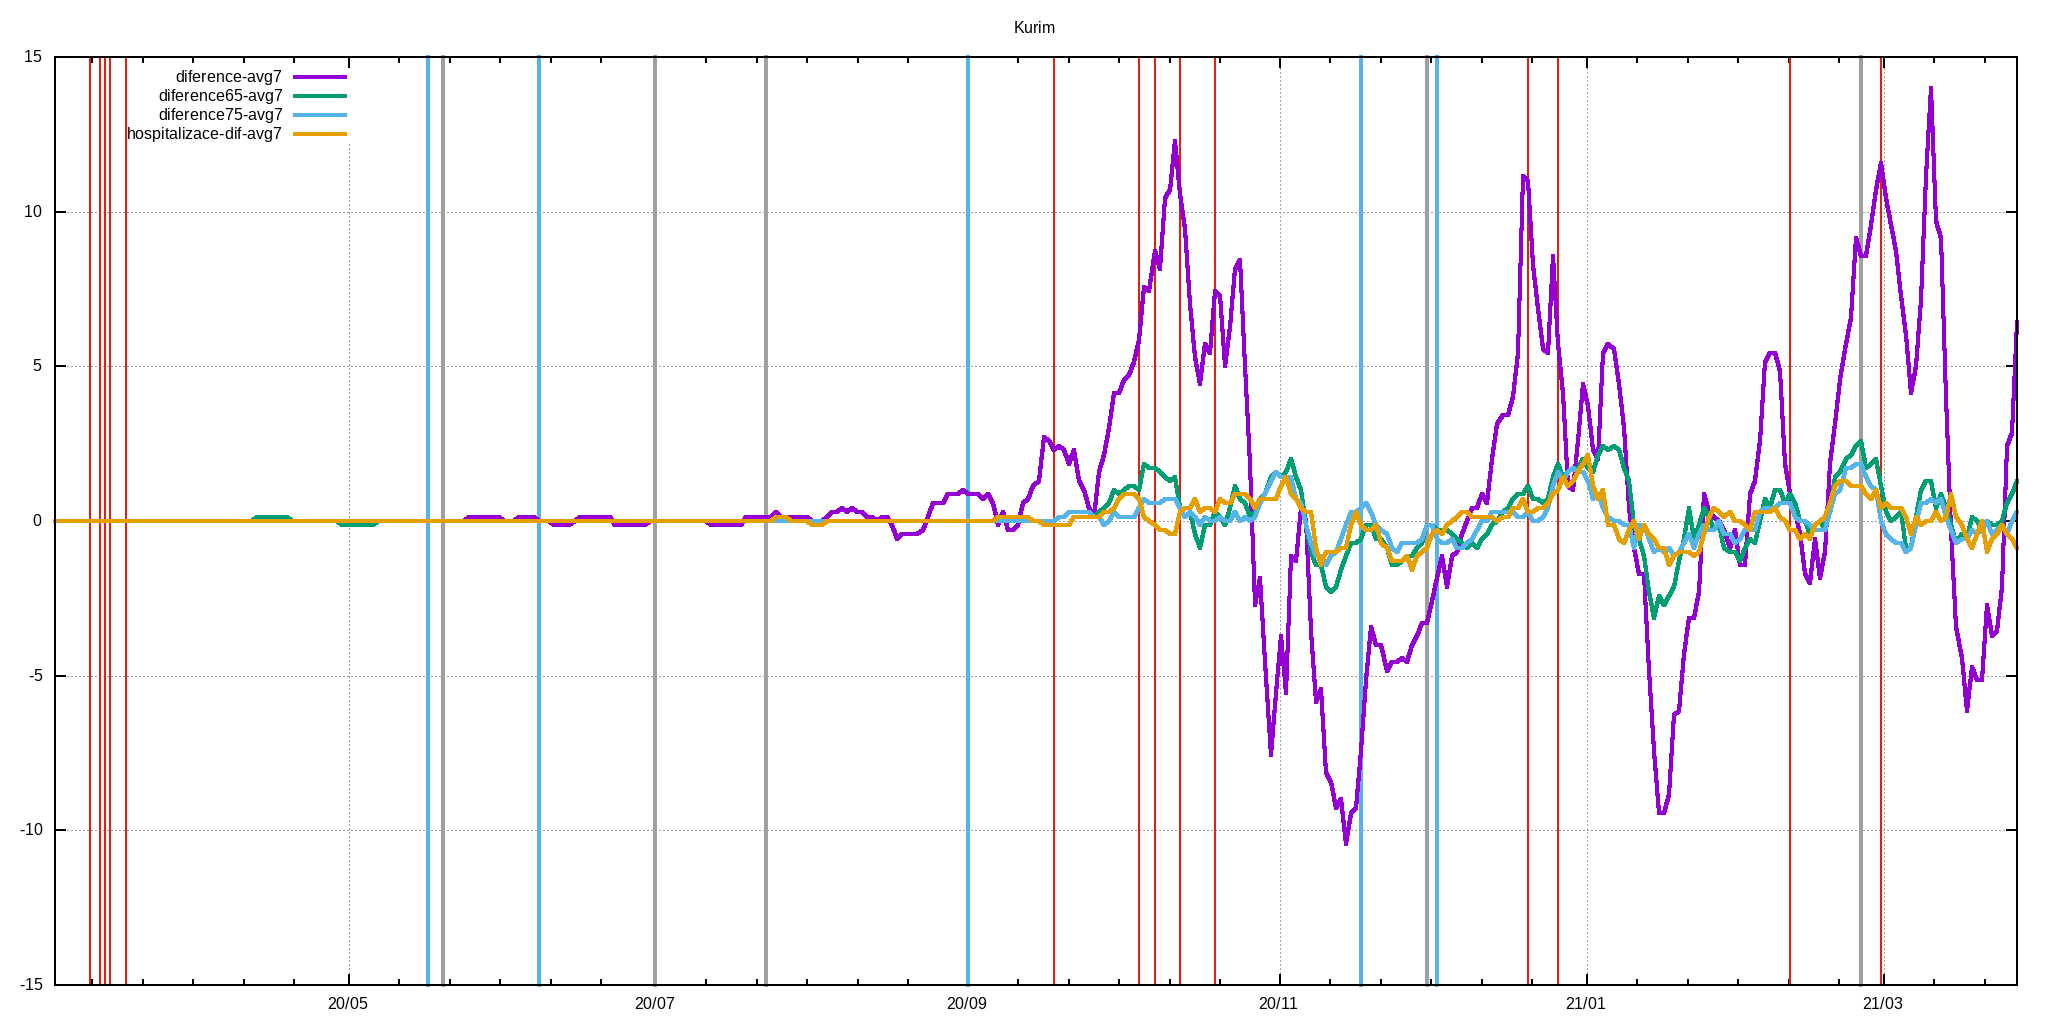 Kurim
15
diference-avg7
diference65-avg7
diference75-avg7
hospitalizace-dif-avg7
10
5
0
-5
-10
-15
20/05
20/07
20/09
20/11
21/01
21/03